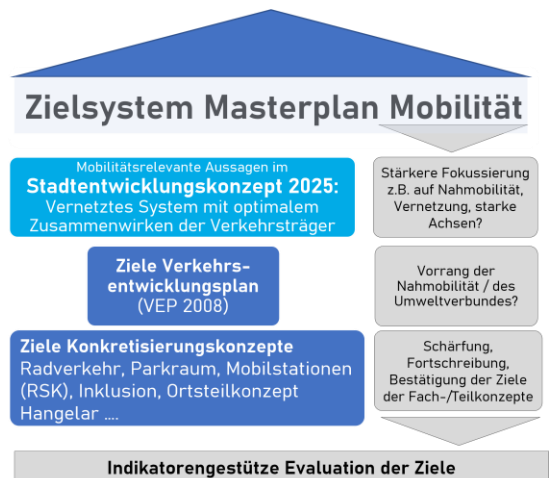 Zielsystem Masterplan Mobilität
Mobilitätsrelevante Aussagen im
Stadtentwicklungskonzept 2025:
Vernetztes System mit optimalem
Zusammenwirken der Verkehrsträger
Stärkere Fokussierung
z.B. auf Nahmobilität,
Vernetzung, starke
Achsen?
Ziele Verkehrs-
entwicklungsplan
(VEP 2008)
Vorrang der
Nahmobilität / des
Umweltverbundes?
Ziele Konkretisierungskonzepte
Radverkehr, Parkraum, Mobilstationen
(RSK), Inklusion, Ortsteilkonzept
Hangelar ....
Schärfung,
Fortschreibung,
Bestätigung der Ziele
der Fach-/Teilkonzepte
Indikatorengestütze Evaluation der Ziele